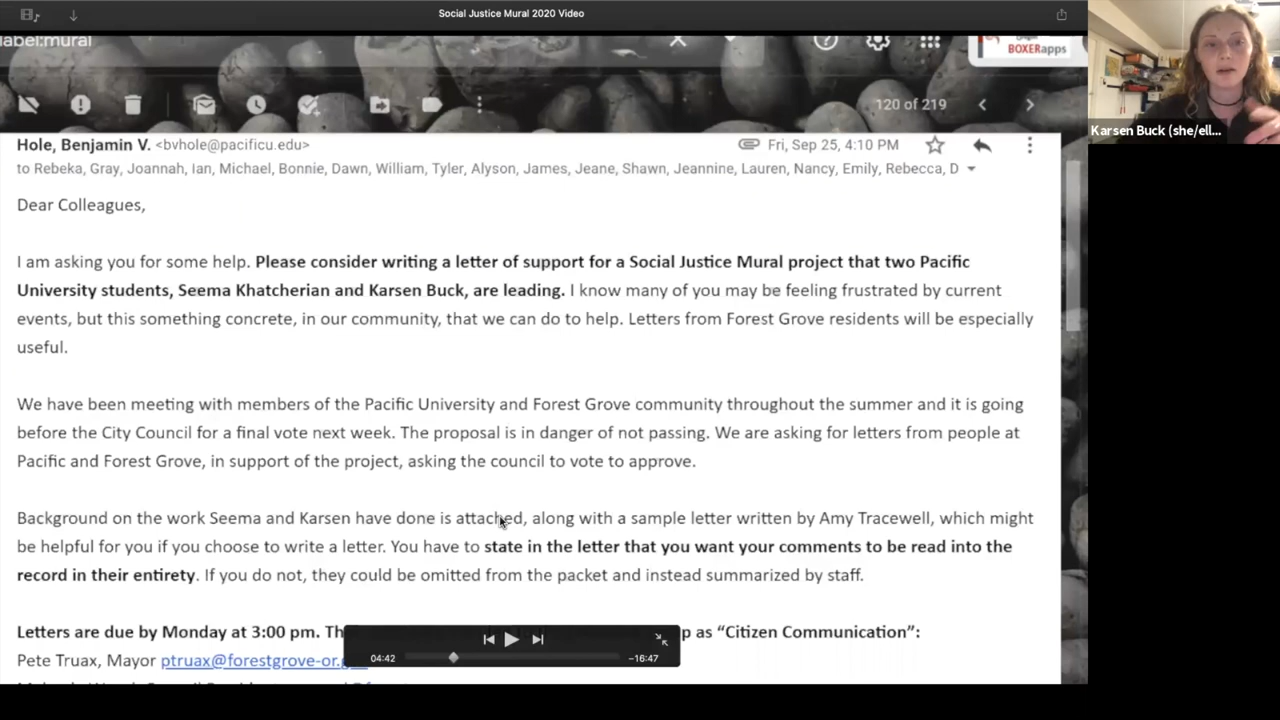 Social Justice Mural 2020 Video
label:mural
BOXERapps
120 of 219
Karsen Buck (she/ell...
Hole, Benjamin V. <bvhole@pacificu.edu>
Fri, Sep 25, 4:10 PM
to Rebeka, Gray, Joannah, Ian, Michael, Bonnie, Dawn, William, Tyler, Alyson, James, Jeane, Shawn, Jeannine, Lauren, Nancy, Emily, Rebecca, D
Dear Colleagues,
I am asking you for some help. Please consider writing a letter of support for a Social Justice Mural project that two Pacific
University students, Seema Khatcherian and Karsen Buck, are leading. I know many of you may be feeling frustrated by current
events, but this something concrete, in our community, that we can do to help. Letters from Forest Grove residents will be especially
useful.
We have been meeting with members of the Pacific University and Forest Grove community throughout the summer and it is going
before the City Council for a final vote next week. The proposal is in danger of not passing. We are asking for letters from people at
Pacific and Forest Grove, in support of the project, asking the council to vote to approve.
Background on the work Seema and Karsen have done is attached, along with a sample letter written by Amy Tracewell, which might
be helpful for you if you choose to write a letter. You have to state in the letter that you want your comments to be read into the
record in their entirety. If you do not, they could be omitted from the packet and instead summarized by staff.
Letters are due by Monday at 3:00 pm. Th p as “Citizen Communication”:
04:42
-16:47
Pete Truax, Mayor ptruax@forestgrove-or.g